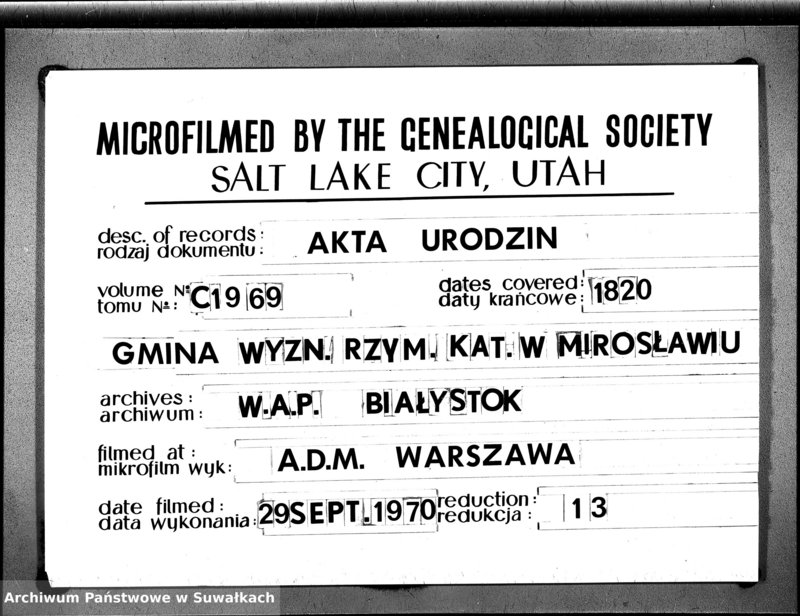 MICROFILMED BY THE GENEALOGICAL SOCIETY
SALT LAKE CITY, UTAH
desc. of records: AKTA URODZIN
rodzaj dokumentu:
volume Nº: C1969 dates covered: 1820
tomu Nº: daty krańcowe:
GMINA WYZN. RZYM. KAT. W MIROSŁAWIU
archives: W.A.P. BIAŁYSTOK
archiwum:
filmed at: A.D.M. WARSZAWA
mikrofilm wyk:
date filmed: 29 SEPT. 1970 reduction: 13
data wykonania: redukcja:
Archiwum Państwowe w Suwałkach